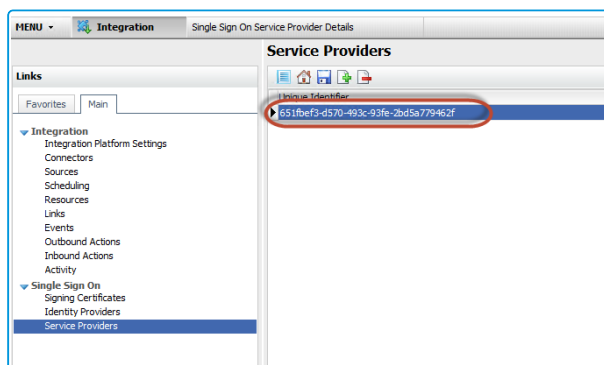 MENU Integration Single Sign On Service Provider Details
Service Providers
Links
Favorites Main
Unique Identifier
651fbef3-d570-493c-93fe-2bd5a779462f
Integration
Integration Platform Settings
Connectors
Sources
Scheduling
Resources
Links
Events
Outbound Actions
Inbound Actions
Activity
Single Sign On
Signing Certificates
Identity Providers
Service Providers